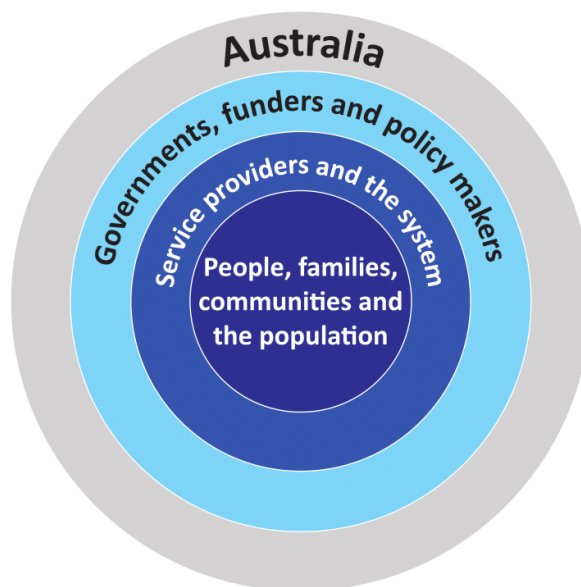 Australia
Governments, funders and policy makers
Service providers and the system
People, families,
communities and
the population